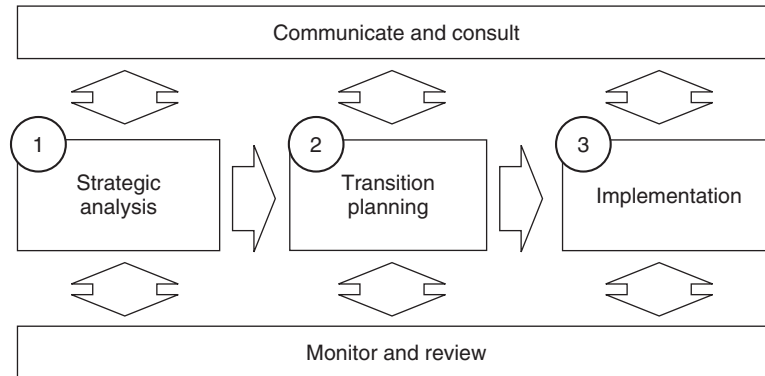 Communicate and consult
1
Strategic
analysis
2
Transition
planning
3
Implementation
Monitor and review